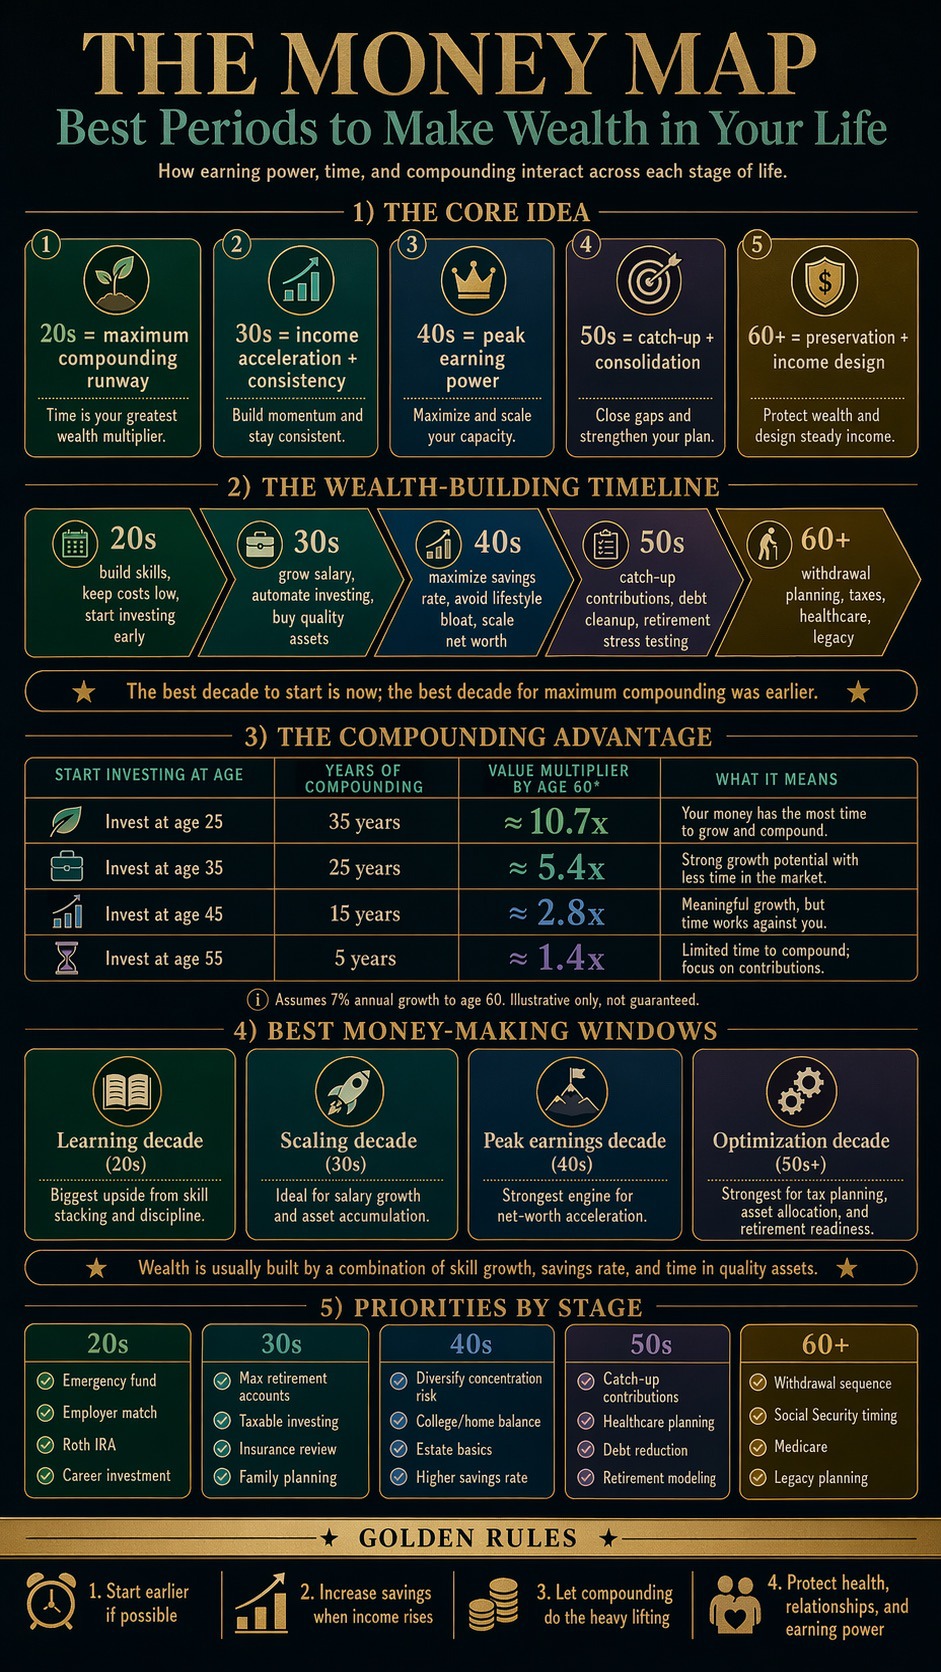 THE MONEY MAP
Best Periods to Make Wealth in Your Life
How earning power, time, and compounding interact across each stage of life.
1) THE CORE IDEA
1
20s = maximum
compounding
runway
Time is your greatest
wealth multiplier.
2
30s = income
acceleration +
consistency
Build momentum and
stay consistent.
3
40s = peak
earning
power
Maximize and scale
your capacity.
4
50s = catch-up +
consolidation
Close gaps and
strengthen your plan.
5
$
60+ = preservation +
income design
Protect wealth and
design steady income.
2) THE WEALTH-BUILDING TIMELINE
20s
build skills,
keep costs low,
start investing
early
30s
grow salary,
automate investing,
buy quality
assets
40s
maximize savings
rate, avoid lifestyle
bloat, scale
net worth
50s
catch-up
contributions, debt
cleanup, retirement
stress testing
60+
withdrawal
planning, taxes,
healthcare,
legacy
The best decade to start is now; the best decade for maximum compounding was earlier.
3) THE COMPOUNDING ADVANTAGE
START INVESTING AT AGE
YEARS OF
COMPOUNDING
VALUE MULTIPLIER
BY AGE 60*
WHAT IT MEANS
Invest at age 25
35 years
≈ 10.7x
Your money has the most time
to grow and compound.
Invest at age 35
25 years
≈ 5.4x
Strong growth potential with
less time in the market.
Invest at age 45
15 years
≈ 2.8x
Meaningful growth, but
time works against you.
Invest at age 55
5 years
≈ 1.4x
Limited time to compound;
focus on contributions.
i Assumes 7% annual growth to age 60. Illustrative only, not guaranteed.
4) BEST MONEY-MAKING WINDOWS
Learning decade
(20s)
Biggest upside from skill
stacking and discipline.
Scaling decade
(30s)
Ideal for salary growth
and asset accumulation.
Peak earnings decade
(40s)
Strongest engine for
net-worth acceleration.
Optimization decade
(50s+)
Strongest for tax planning,
asset allocation, and
retirement readiness.
Wealth is usually built by a combination of skill growth, savings rate, and time in quality assets.
5) PRIORITIES BY STAGE
20s
Emergency fund
Employer match
Roth IRA
Career investment
30s
Max retirement
accounts
Taxable investing
Insurance review
Family planning
40s
Diversify concentration
risk
College/home balance
Estate basics
Higher savings rate
50s
Catch-up
contributions
Healthcare planning
Debt reduction
Retirement modeling
60+
Withdrawal sequence
Social Security timing
Medicare
Legacy planning
GOLDEN RULES
1. Start earlier
if possible
2. Increase savings
when income rises
3. Let compounding
do the heavy lifting
4. Protect health,
relationships, and
earning power